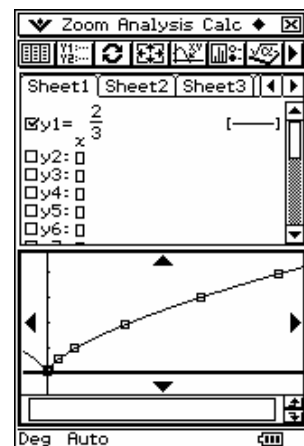 Zoom Analysis Calc
Sheet1 Sheet2 Sheet3
y1= x^(2/3) [—]
y2:
y3:
y4:
y5:
y6:
Deg Auto